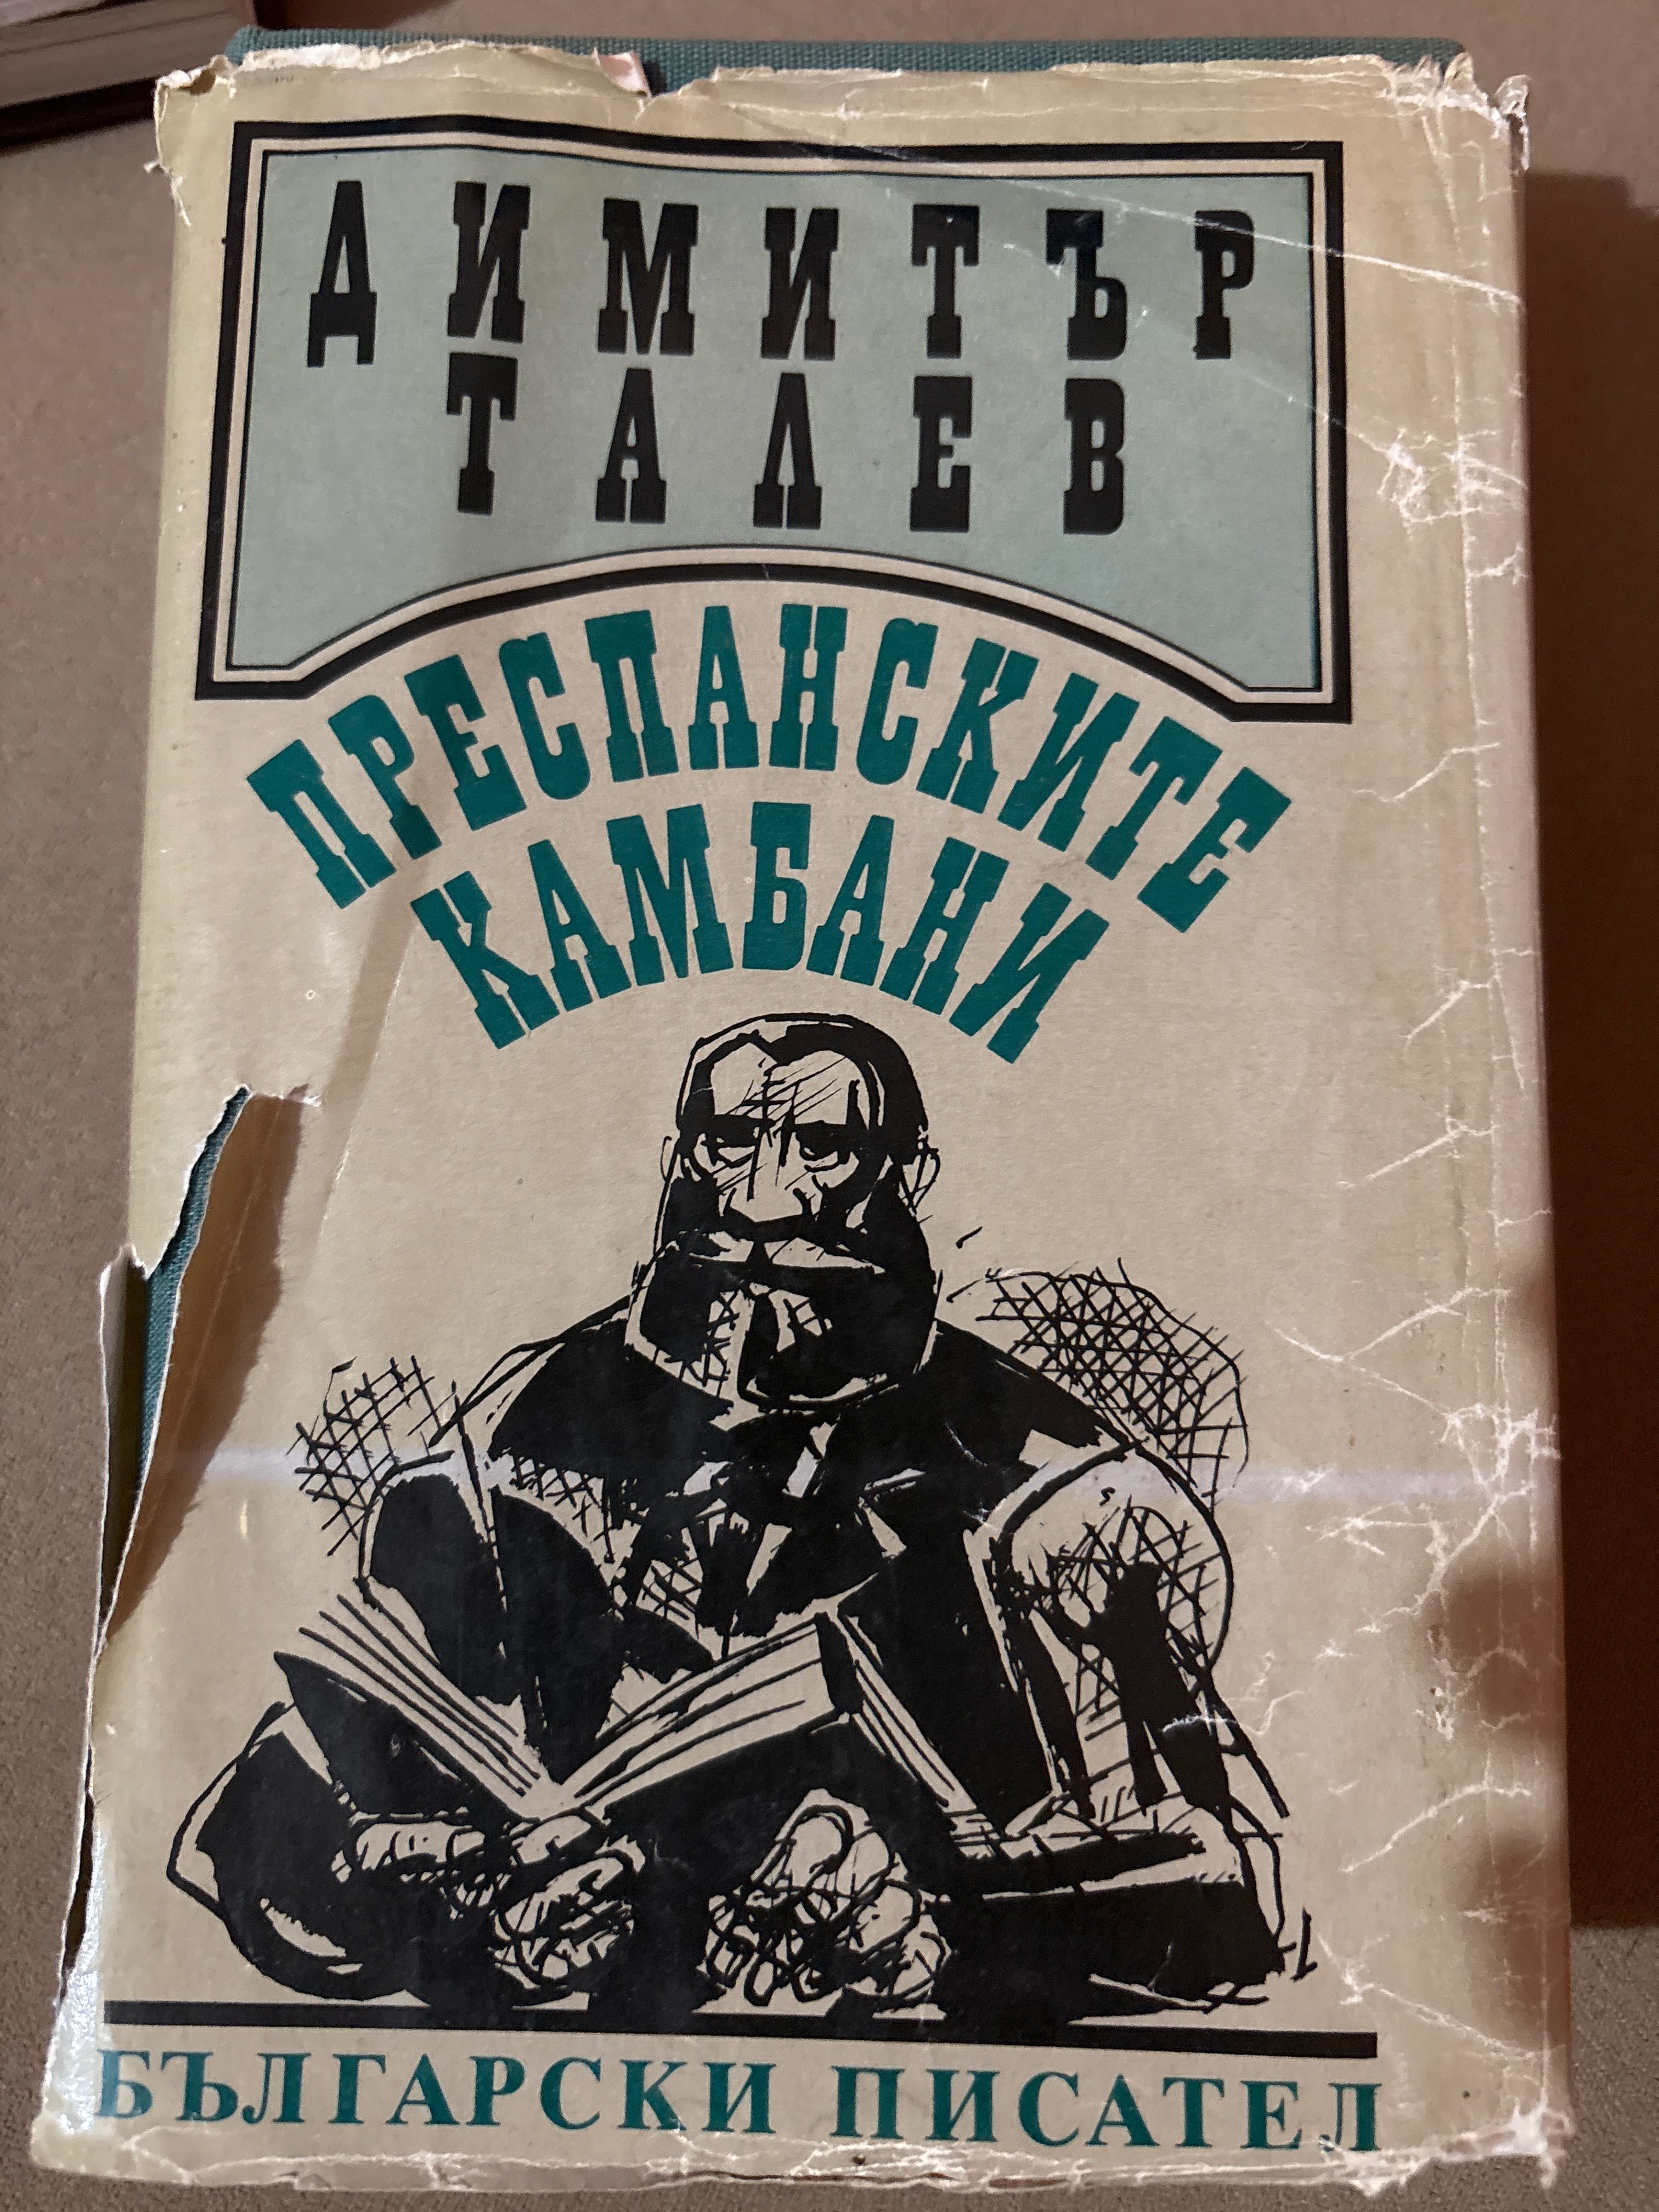 ДИМИТЪР
ТАЛЕВ
ПРЕСПАНСКИТЕ
КАМБАНИ
БЪЛГАРСКИ ПИСАТЕЛ